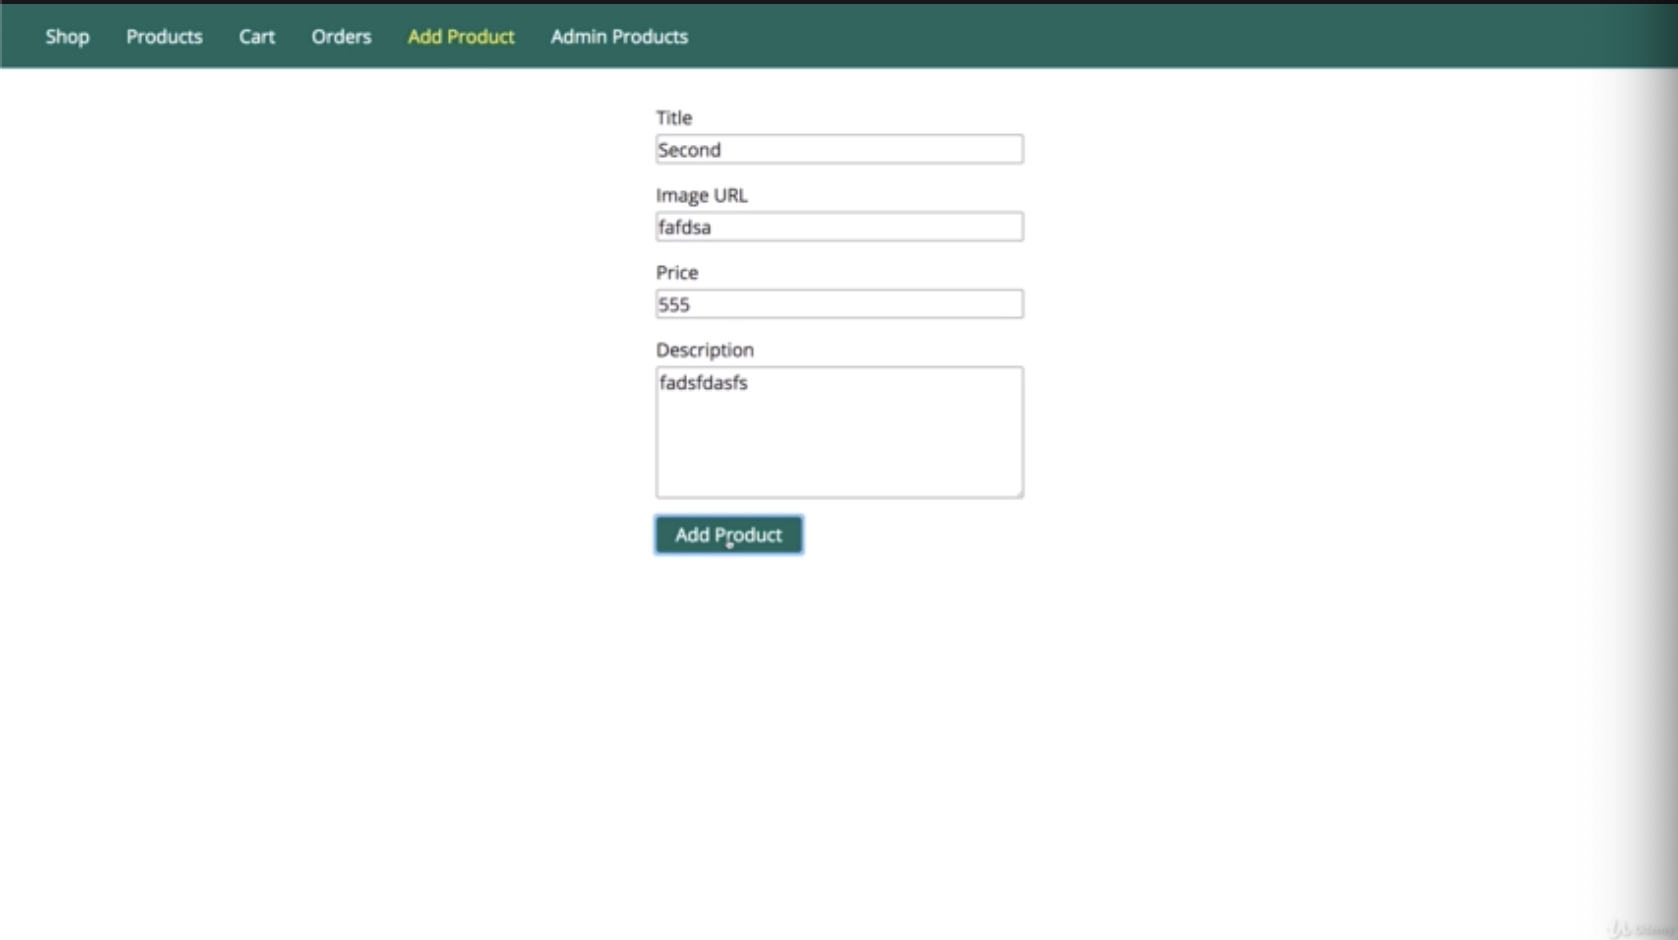 Shop Products Cart Orders Add Product Admin Products
Title
Second
Image URL
fafdsa
Price
555
Description
fadsfdasfs
Add Product